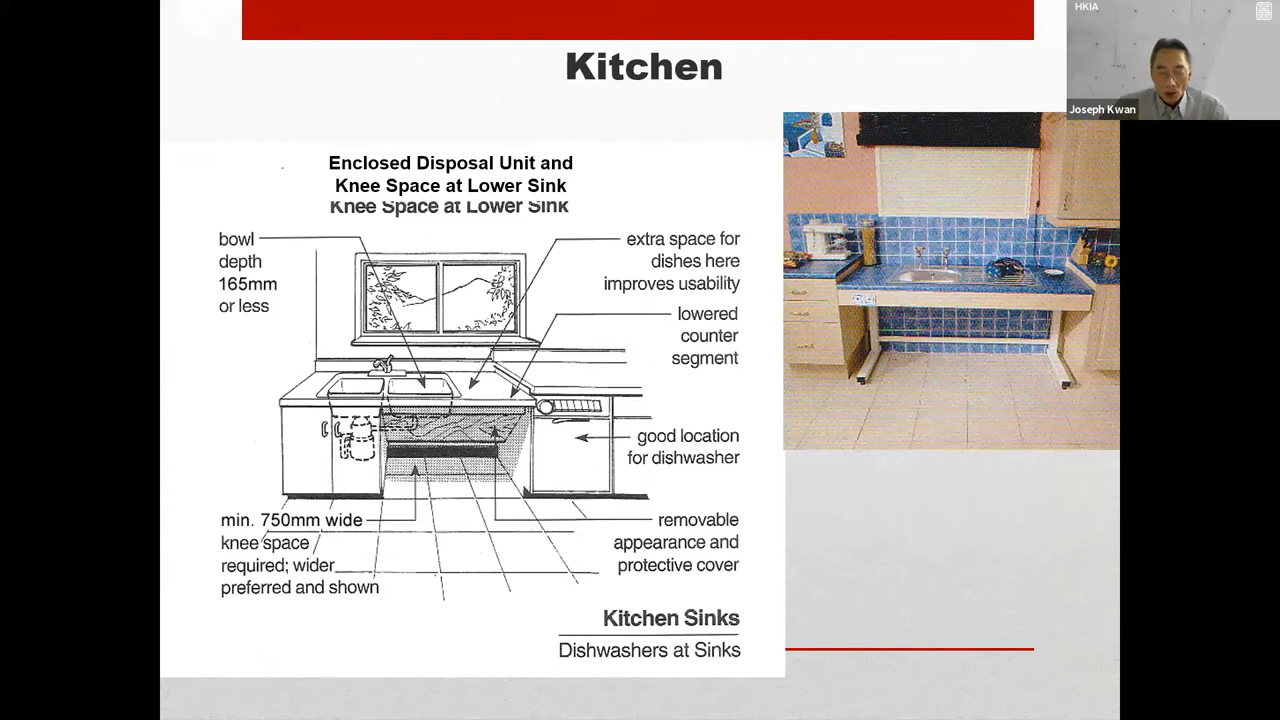 HKIA
Joseph Kwan
Kitchen
Enclosed Disposal Unit and
Knee Space at Lower Sink
Knee Space at Lower Sink
bowl
depth
165mm
or less
extra space for
dishes here
improves usability
lowered
counter
segment
good location
for dishwasher
min. 750mm wide
knee space
required; wider
preferred and shown
removable
appearance and
protective cover
Kitchen Sinks
Dishwashers at Sinks